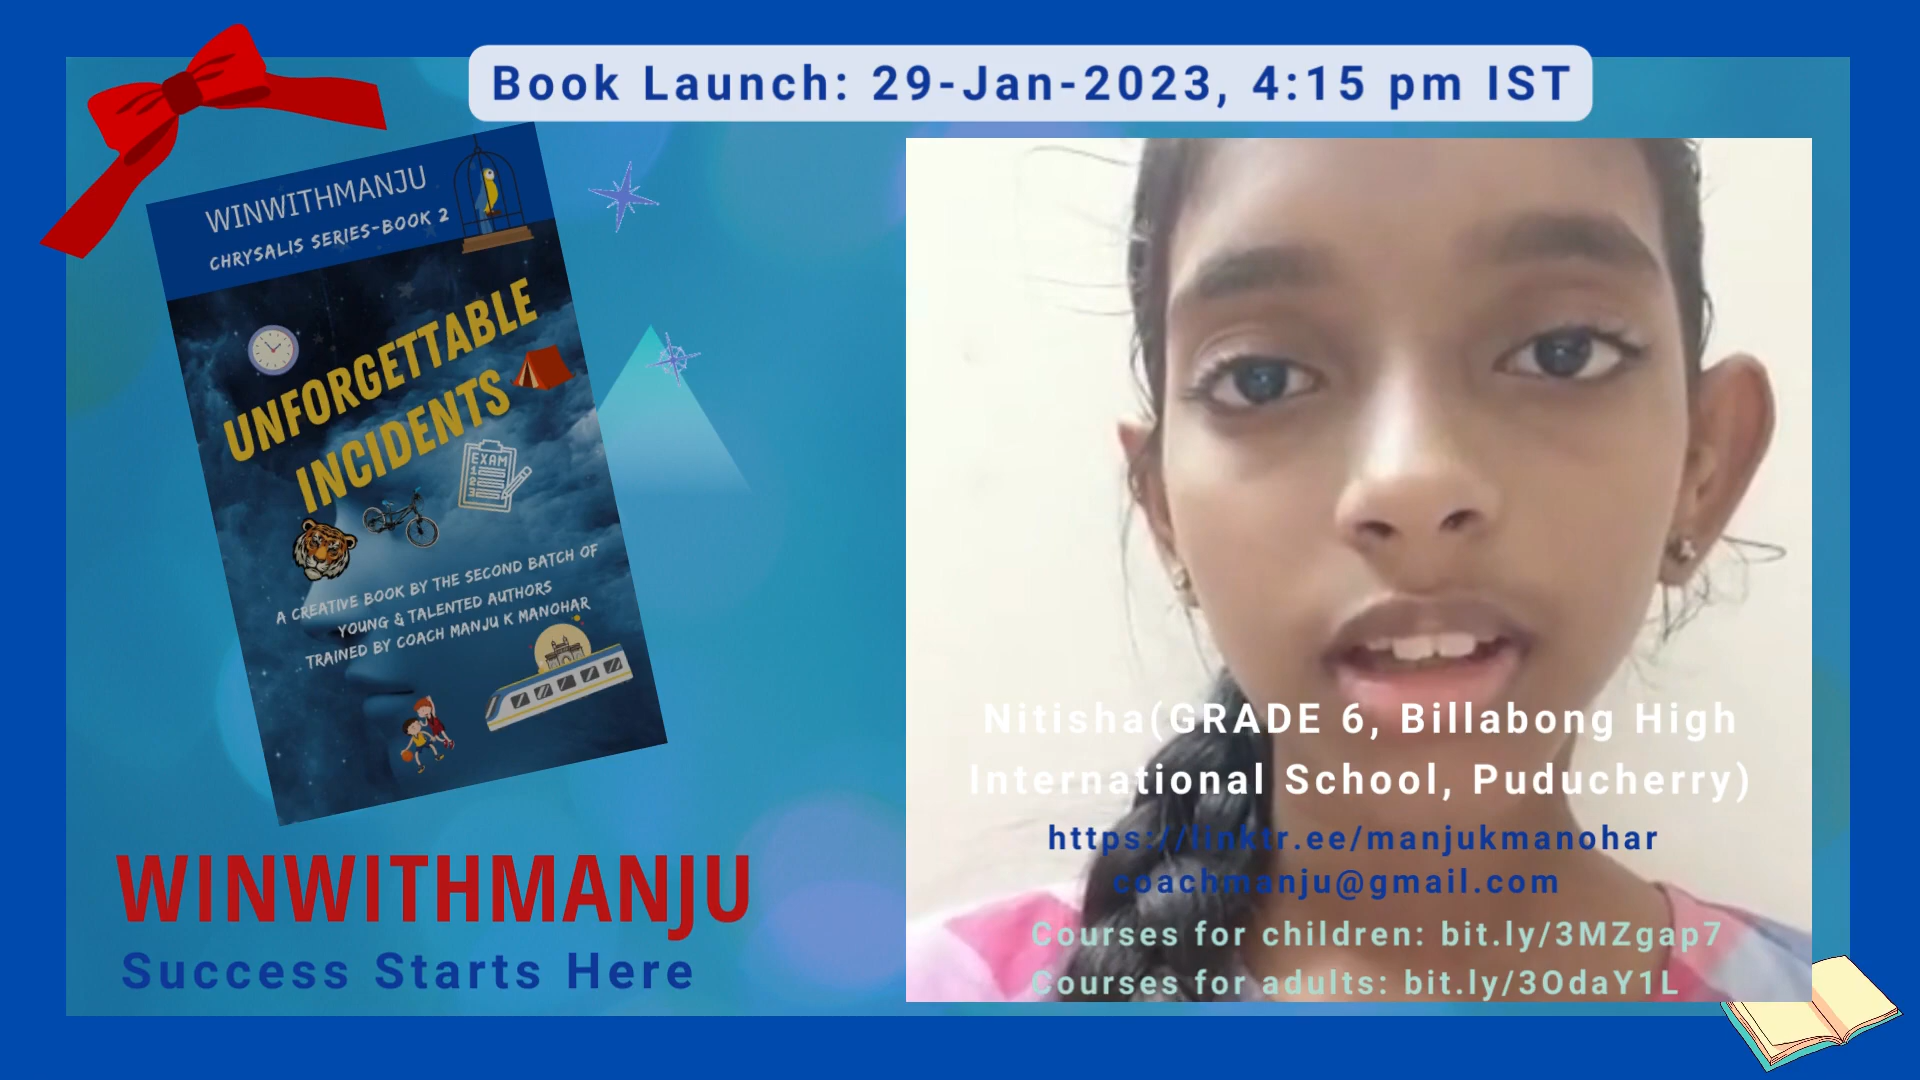 Book Launch: 29-Jan-2023, 4:15 pm IST
WINWITHMANJU
CHRYSALIS SERIES-BOOK 2
UNFORGETTABLE
INCIDENTS
EXAM
1
2
3
A CREATIVE BOOK BY THE SECOND BATCH OF
YOUNG & TALENTED AUTHORS
TRAINED BY COACH MANJU K MANOHAR
WINWITHMANJU
Success Starts Here
Nitisha(GRADE 6, Billabong High
International School, Puducherry)
https://linktr.ee/manjukmanohar
coachmanju@gmail.com
Courses for children: bit.ly/3MZgap7
Courses for adults: bit.ly/3OdaY1L